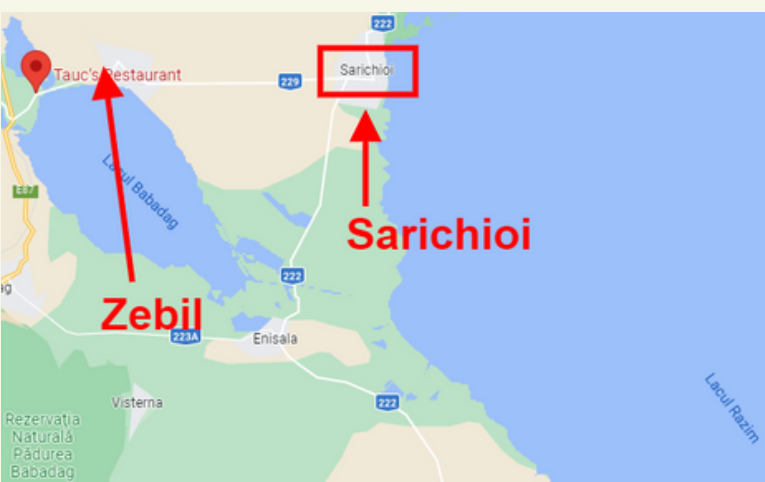 222
Tauc's Restaurant
229
Sarichioi
Lacul Babadag
E87
Sarichioi
222
ag
Zebil
223A
Enisala
Visterna
222
Lacul Razim
Rezervația
Naturală
Pădurea
Babadag